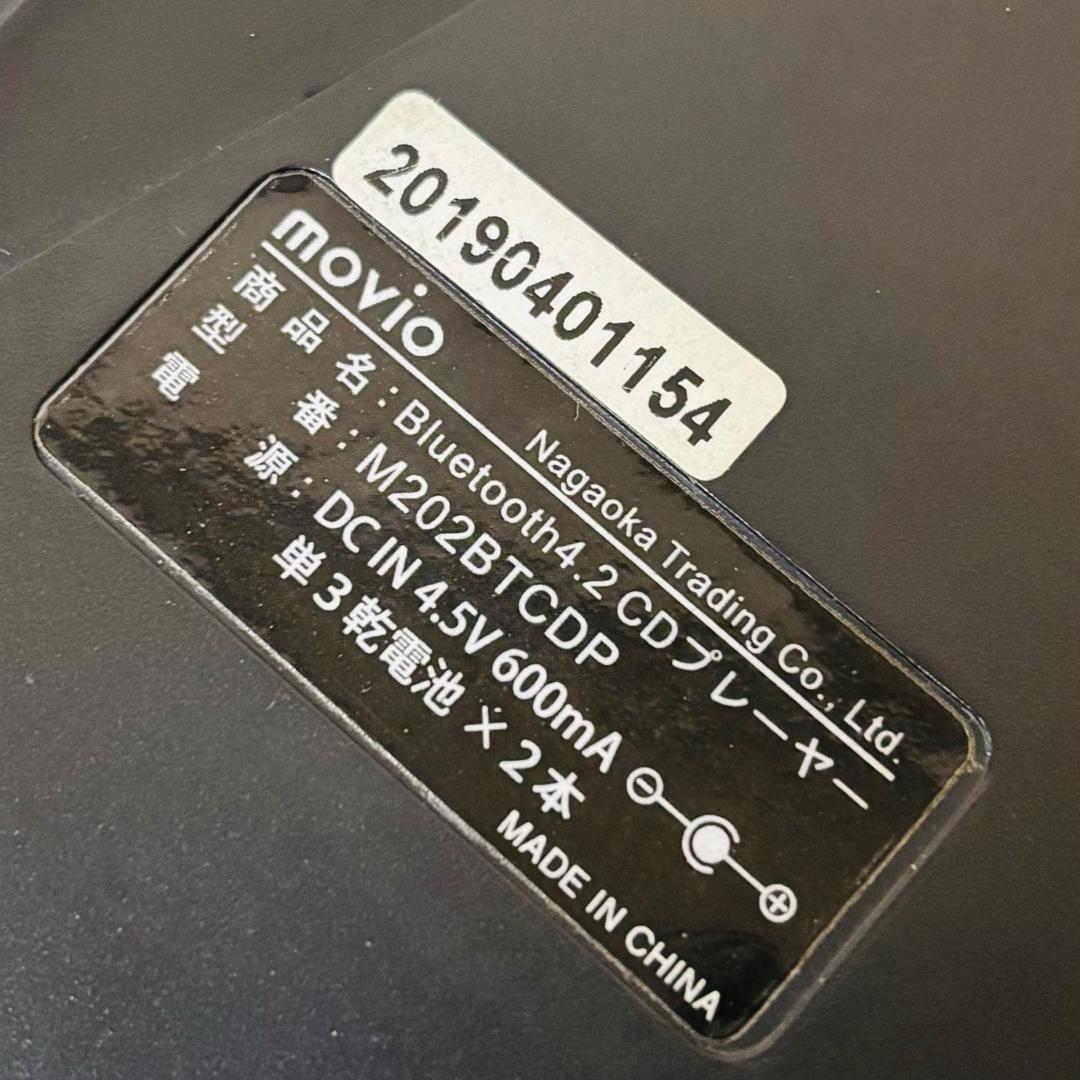 20190401154
movio
Nagaoka Trading Co., Ltd.
商品名:Bluetooth4.2 CDプレーヤー
型番:M202BTCDP
電源:DC IN 4.5V 600mA
単3乾電池×2本
MADE IN CHINA